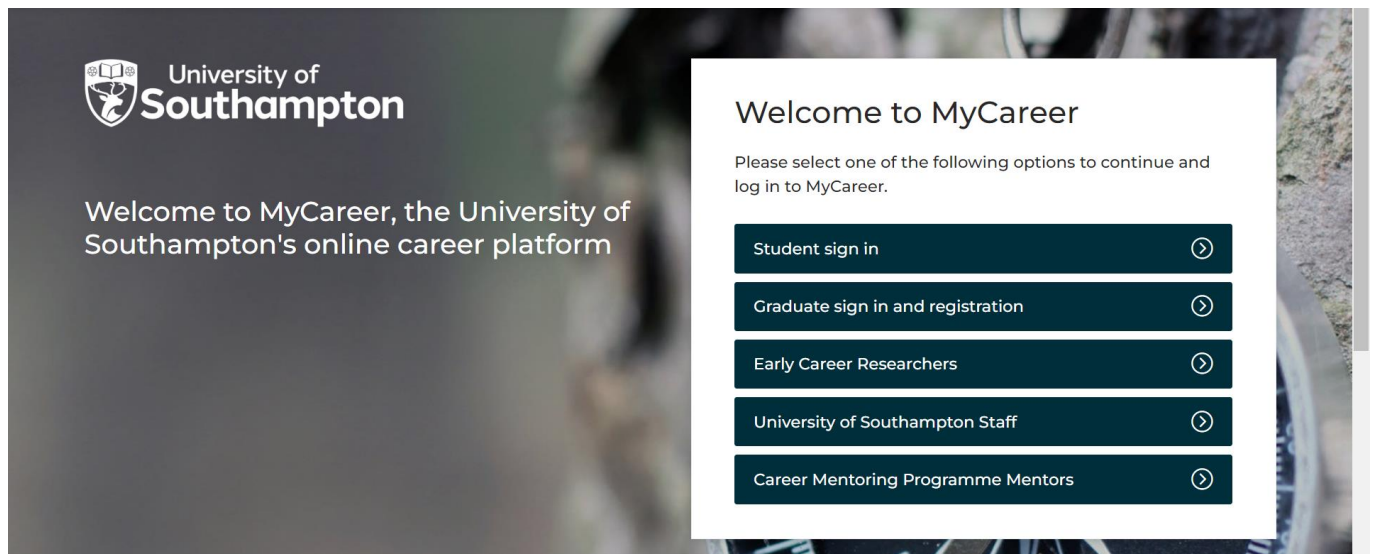 University of
Southampton
Welcome to MyCareer, the University of
Southampton's online career platform
Welcome to MyCareer
Please select one of the following options to continue and
log in to MyCareer.
Student sign in
Graduate sign in and registration
Early Career Researchers
University of Southampton Staff
Career Mentoring Programme Mentors